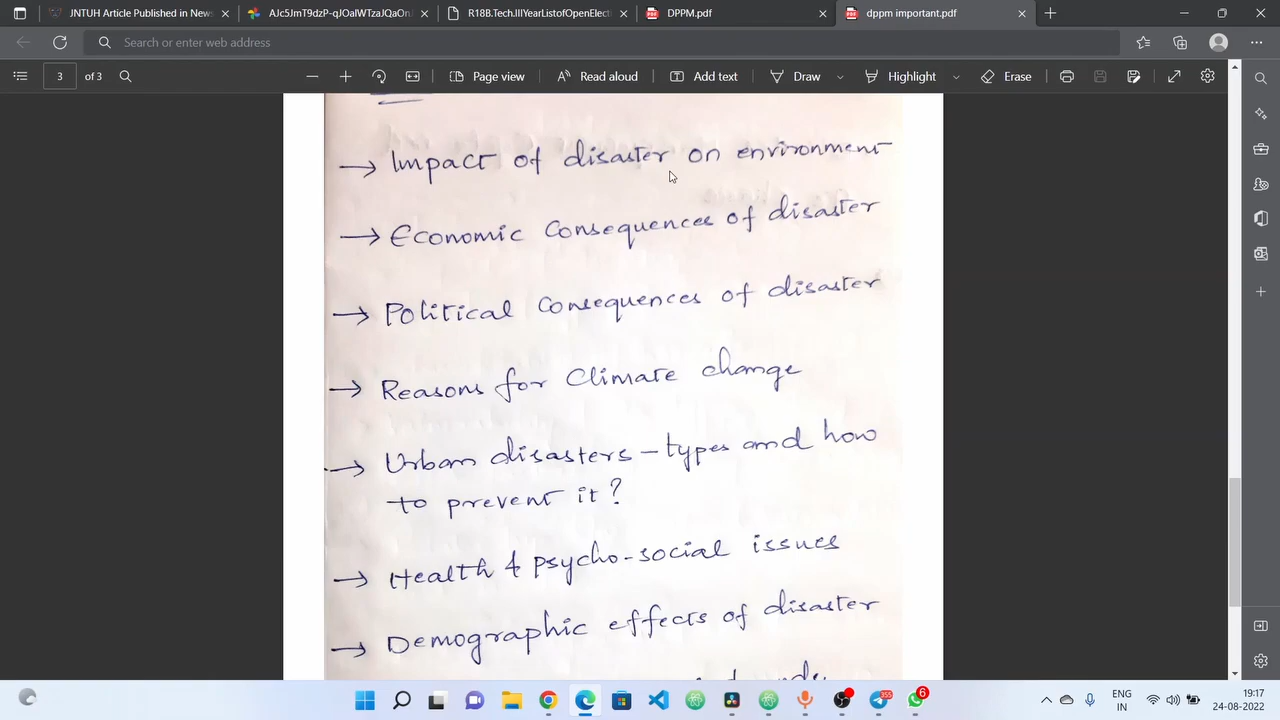 JNTUH Article Published in News
AJc5JmT9dzP-qJOalWTzaJQaOn
R18B.Tech.IIIYearListofOpenElect
DPPM.pdf
dppm important.pdf
Search or enter web address
3 of 3
Page view
Read aloud
Add text
Draw
Highlight
Erase
→ Impact of disaster on environment
→ Economic Consequences of disaster
→ Political Consequences of disaster
→ Reasons for Climate change
→ Urban disasters - types and how
to prevent it?
→ Health & psycho-social issues
→ Demographic effects of disaster
355
6
ENG
IN
19:17
24-08-2022